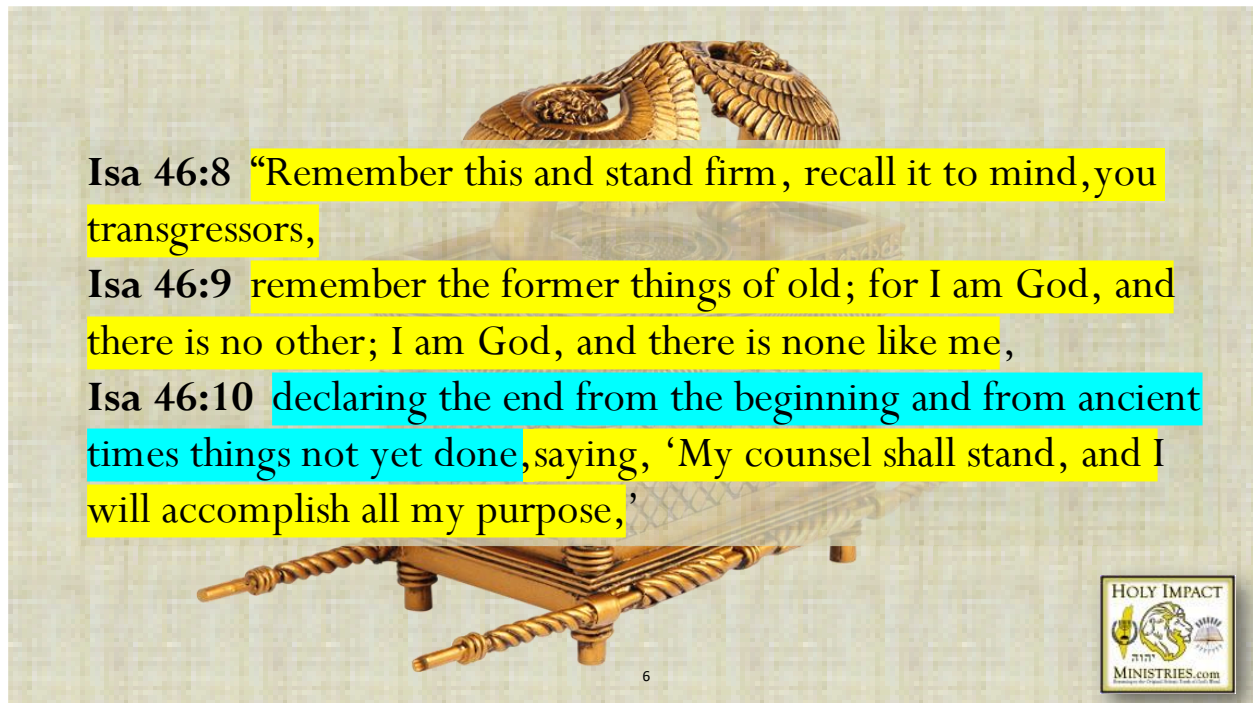 Isa 46:8 “Remember this and stand firm, recall it to mind,you
transgressors,
Isa 46:9 remember the former things of old; for I am God, and
there is no other; I am God, and there is none like me,
Isa 46:10 declaring the end from the beginning and from ancient
times things not yet done,saying, ‘My counsel shall stand, and I
will accomplish all my purpose,’
6
HOLY IMPACT
יהוה
MINISTRIES.com